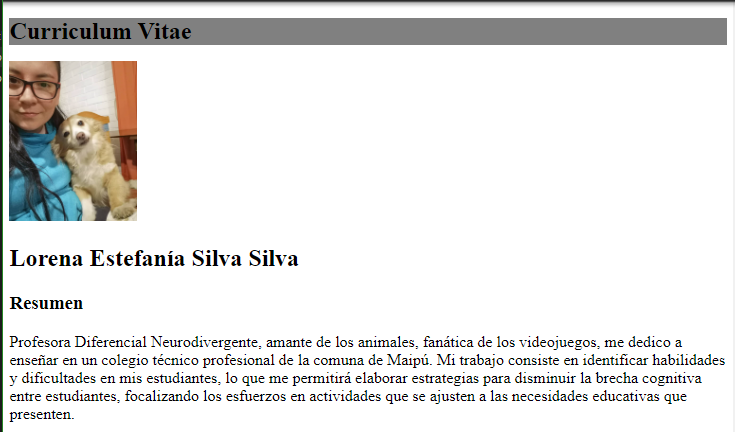 Curriculum Vitae
Lorena Estefanía Silva Silva
Resumen
Profesora Diferencial Neurodivergente, amante de los animales, fanática de los videojuegos, me dedico a
enseñar en un colegio técnico profesional de la comuna de Maipú. Mi trabajo consiste en identificar habilidades
y dificultades en mis estudiantes, lo que me permitirá elaborar estrategias para disminuir la brecha cognitiva
entre estudiantes, focalizando los esfuerzos en actividades que se ajusten a las necesidades educativas que
presenten.